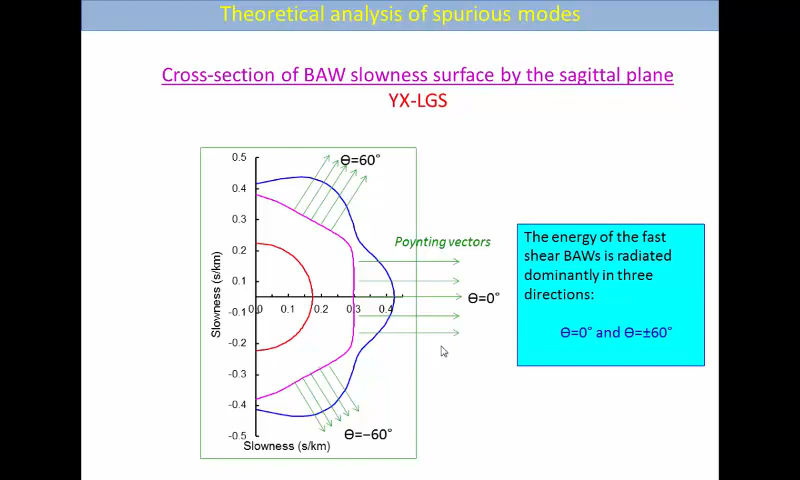 Theoretical analysis of spurious modes
Cross-section of BAW slowness surface by the sagittal plane
YX-LGS
0.5
0.4
0.3
0.2
0.1
-0.1
-0.2
-0.3
-0.4
-0.5
0.0 0.1 0.2 0.3 0.4
Slowness (s/km)
Slowness (s/km)
Ɵ=60°
Poynting vectors
Ɵ=0°
Ɵ=−60°
The energy of the fast
shear BAWs is radiated
dominantly in three
directions:
Ɵ=0° and Ɵ=±60°